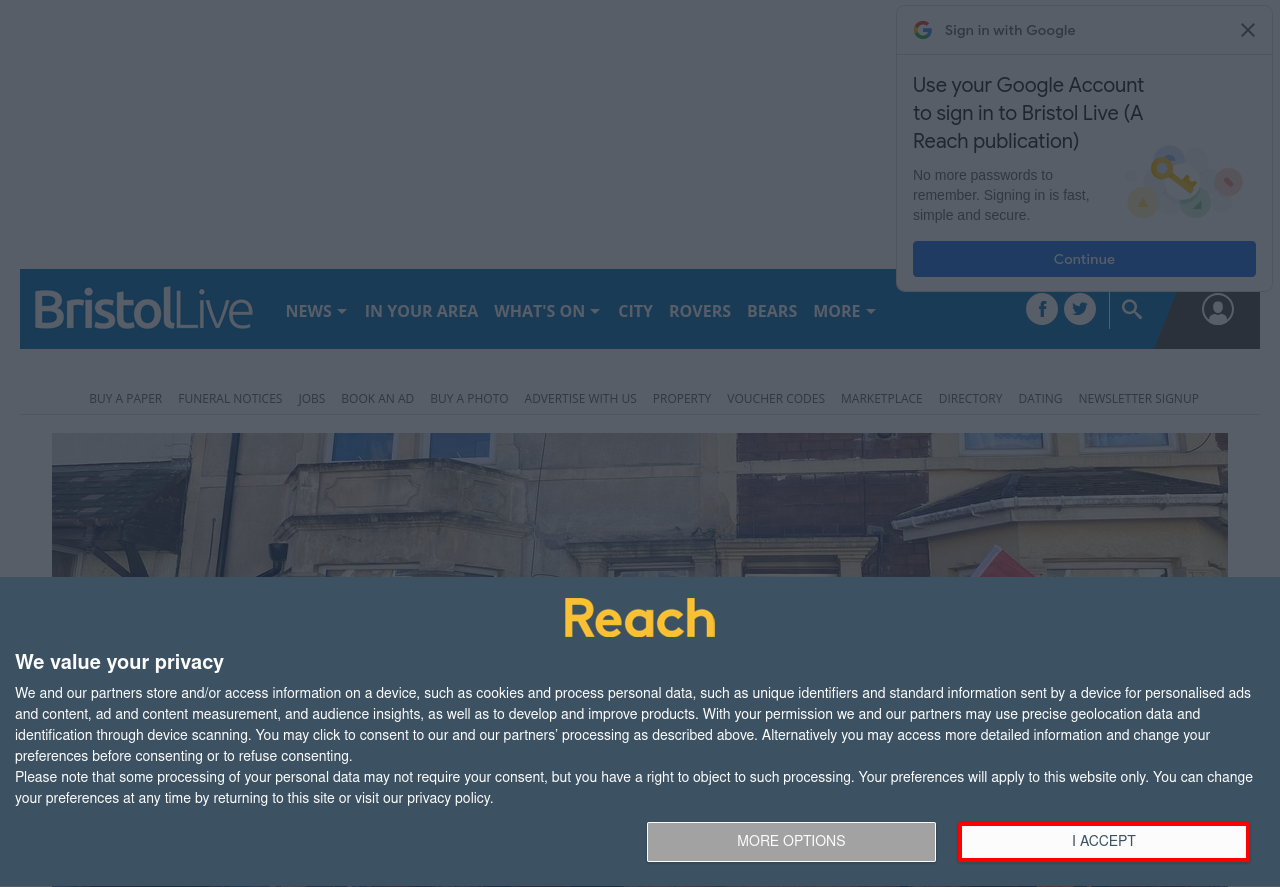 Sign in with Google
Use your Google Account
to sign in to Bristol Live (A
Reach publication)
No more passwords to
remember. Signing in is fast,
simple and secure.
Continue
BristolLive
NEWS
IN YOUR AREA
WHAT'S ON
CITY
ROVERS
BEARS
MORE
BUY A PAPER
FUNERAL NOTICES
JOBS
BOOK AN AD
BUY A PHOTO
ADVERTISE WITH US
PROPERTY
VOUCHER CODES
MARKETPLACE
DIRECTORY
DATING
NEWSLETTER SIGNUP
Reach
We value your privacy
We and our partners store and/or access information on a device, such as cookies and process personal data, such as unique identifiers and standard information sent by a device for personalised ads
and content, ad and content measurement, and audience insights, as well as to develop and improve products. With your permission we and our partners may use precise geolocation data and
identification through device scanning. You may click to consent to our and our partners’ processing as described above. Alternatively you may access more detailed information and change your
preferences before consenting or to refuse consenting.
Please note that some processing of your personal data may not require your consent, but you have a right to object to such processing. Your preferences will apply to this website only. You can change
your preferences at any time by returning to this site or visit our privacy policy.
MORE OPTIONS
I ACCEPT